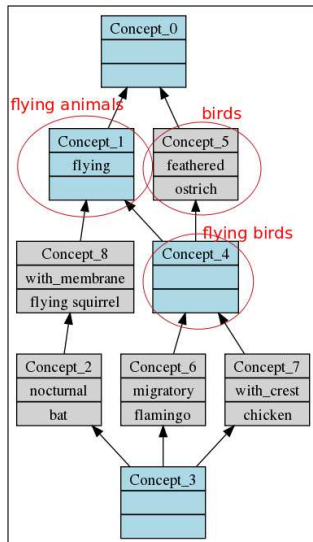 Concept_0
flying animals
birds
Concept_1
flying
Concept_5
feathered
ostrich
flying birds
Concept_8
with_membrane
flying squirrel
Concept_4
Concept_2
nocturnal
bat
Concept_6
migratory
flamingo
Concept_7
with_crest
chicken
Concept_3